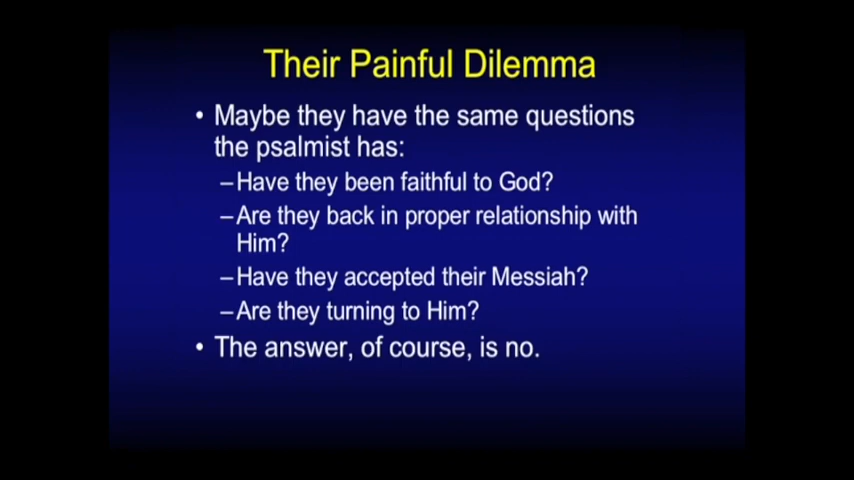 Their Painful Dilemma
• Maybe they have the same questions
the psalmist has:
–Have they been faithful to God?
–Are they back in proper relationship with
Him?
–Have they accepted their Messiah?
–Are they turning to Him?
• The answer, of course, is no.